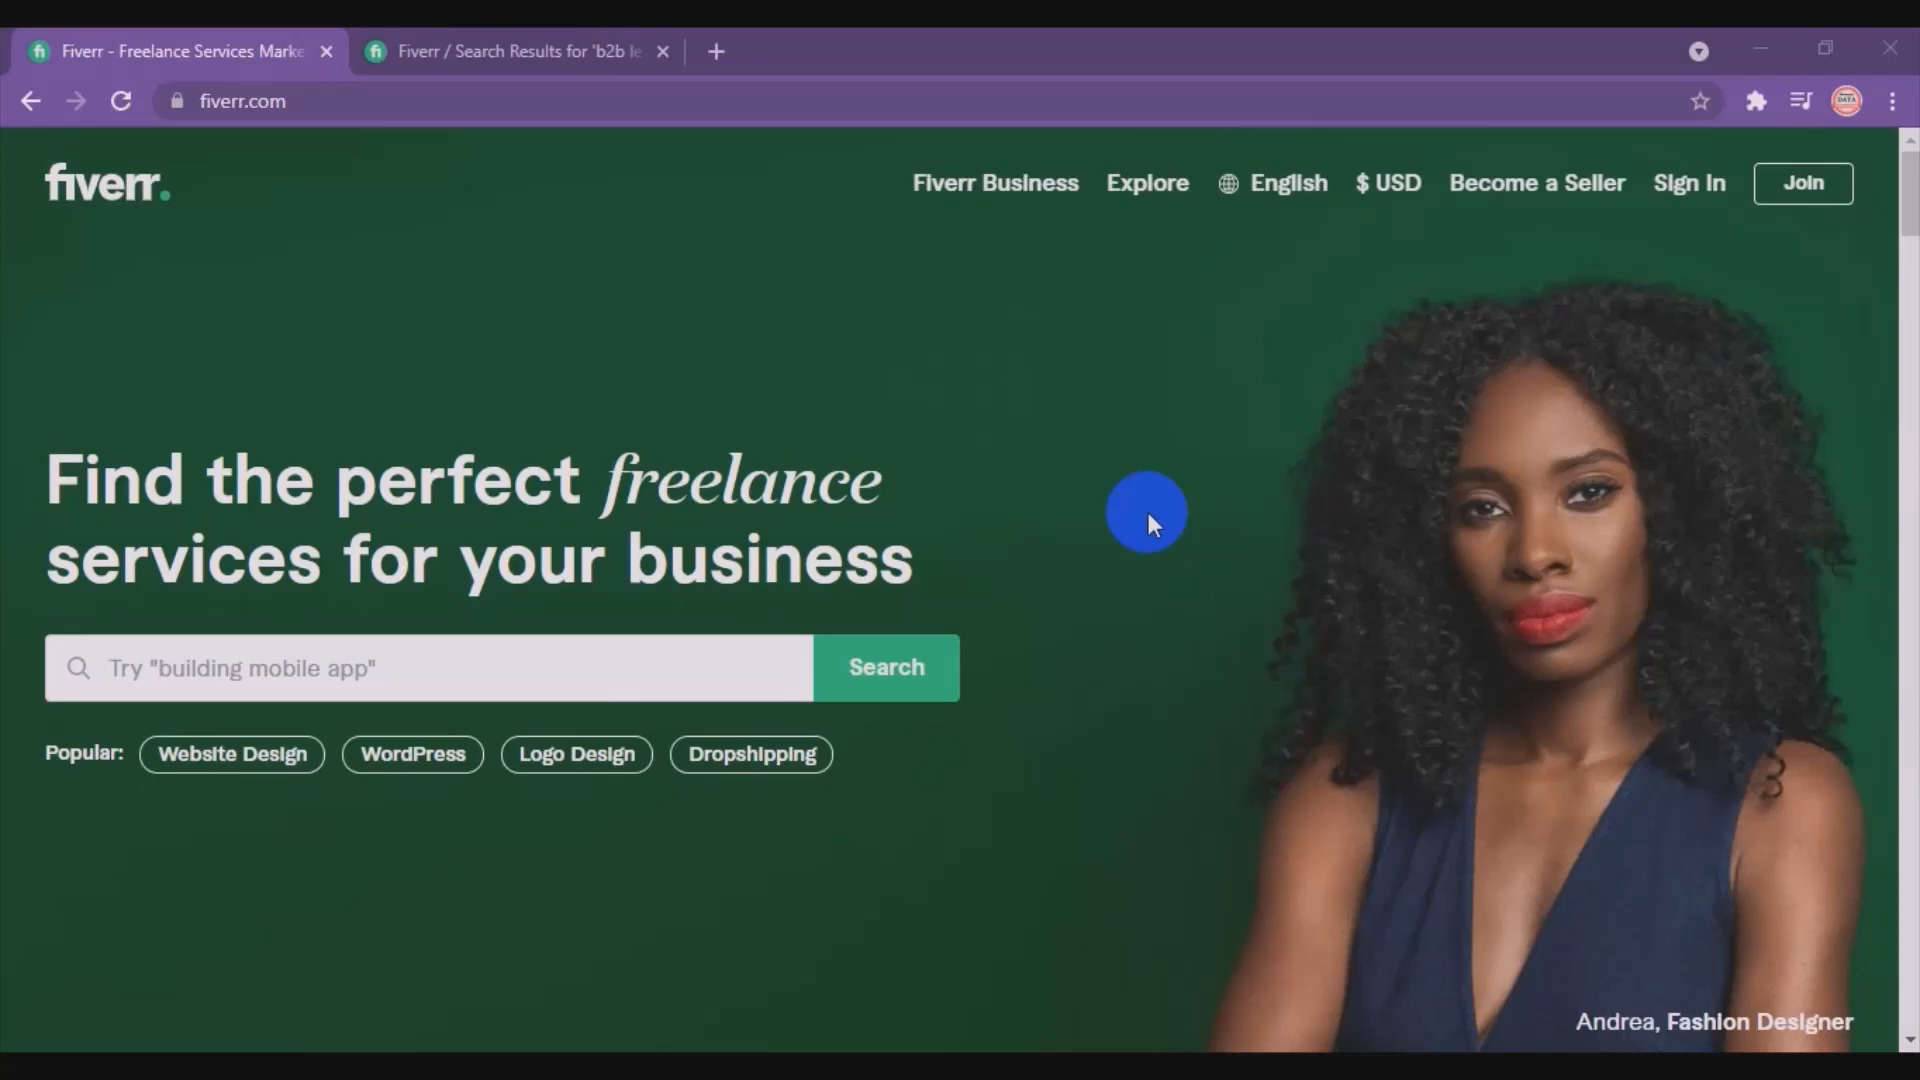 Fiverr - Freelance Services Marke
Fiverr / Search Results for 'b2b le
fiverr.com
fiverr.
Fiverr Business Explore English $ USD Become a Seller Sign In Join
Find the perfect freelance
services for your business
Try "building mobile app" Search
Popular: Website Design WordPress Logo Design Dropshipping
Andrea, Fashion Designer